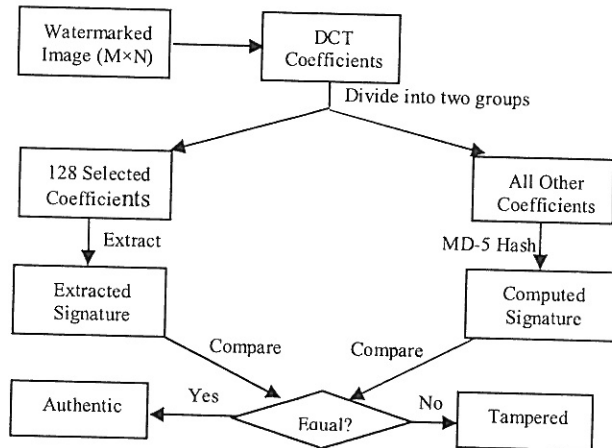 Watermarked
Image (M×N)
DCT
Coefficients
Divide into two groups
128 Selected
Coefficients
All Other
Coefficients
Extract
MD-5 Hash
Extracted
Signature
Computed
Signature
Compare
Compare
Authentic
Yes
Equal?
No
Tampered